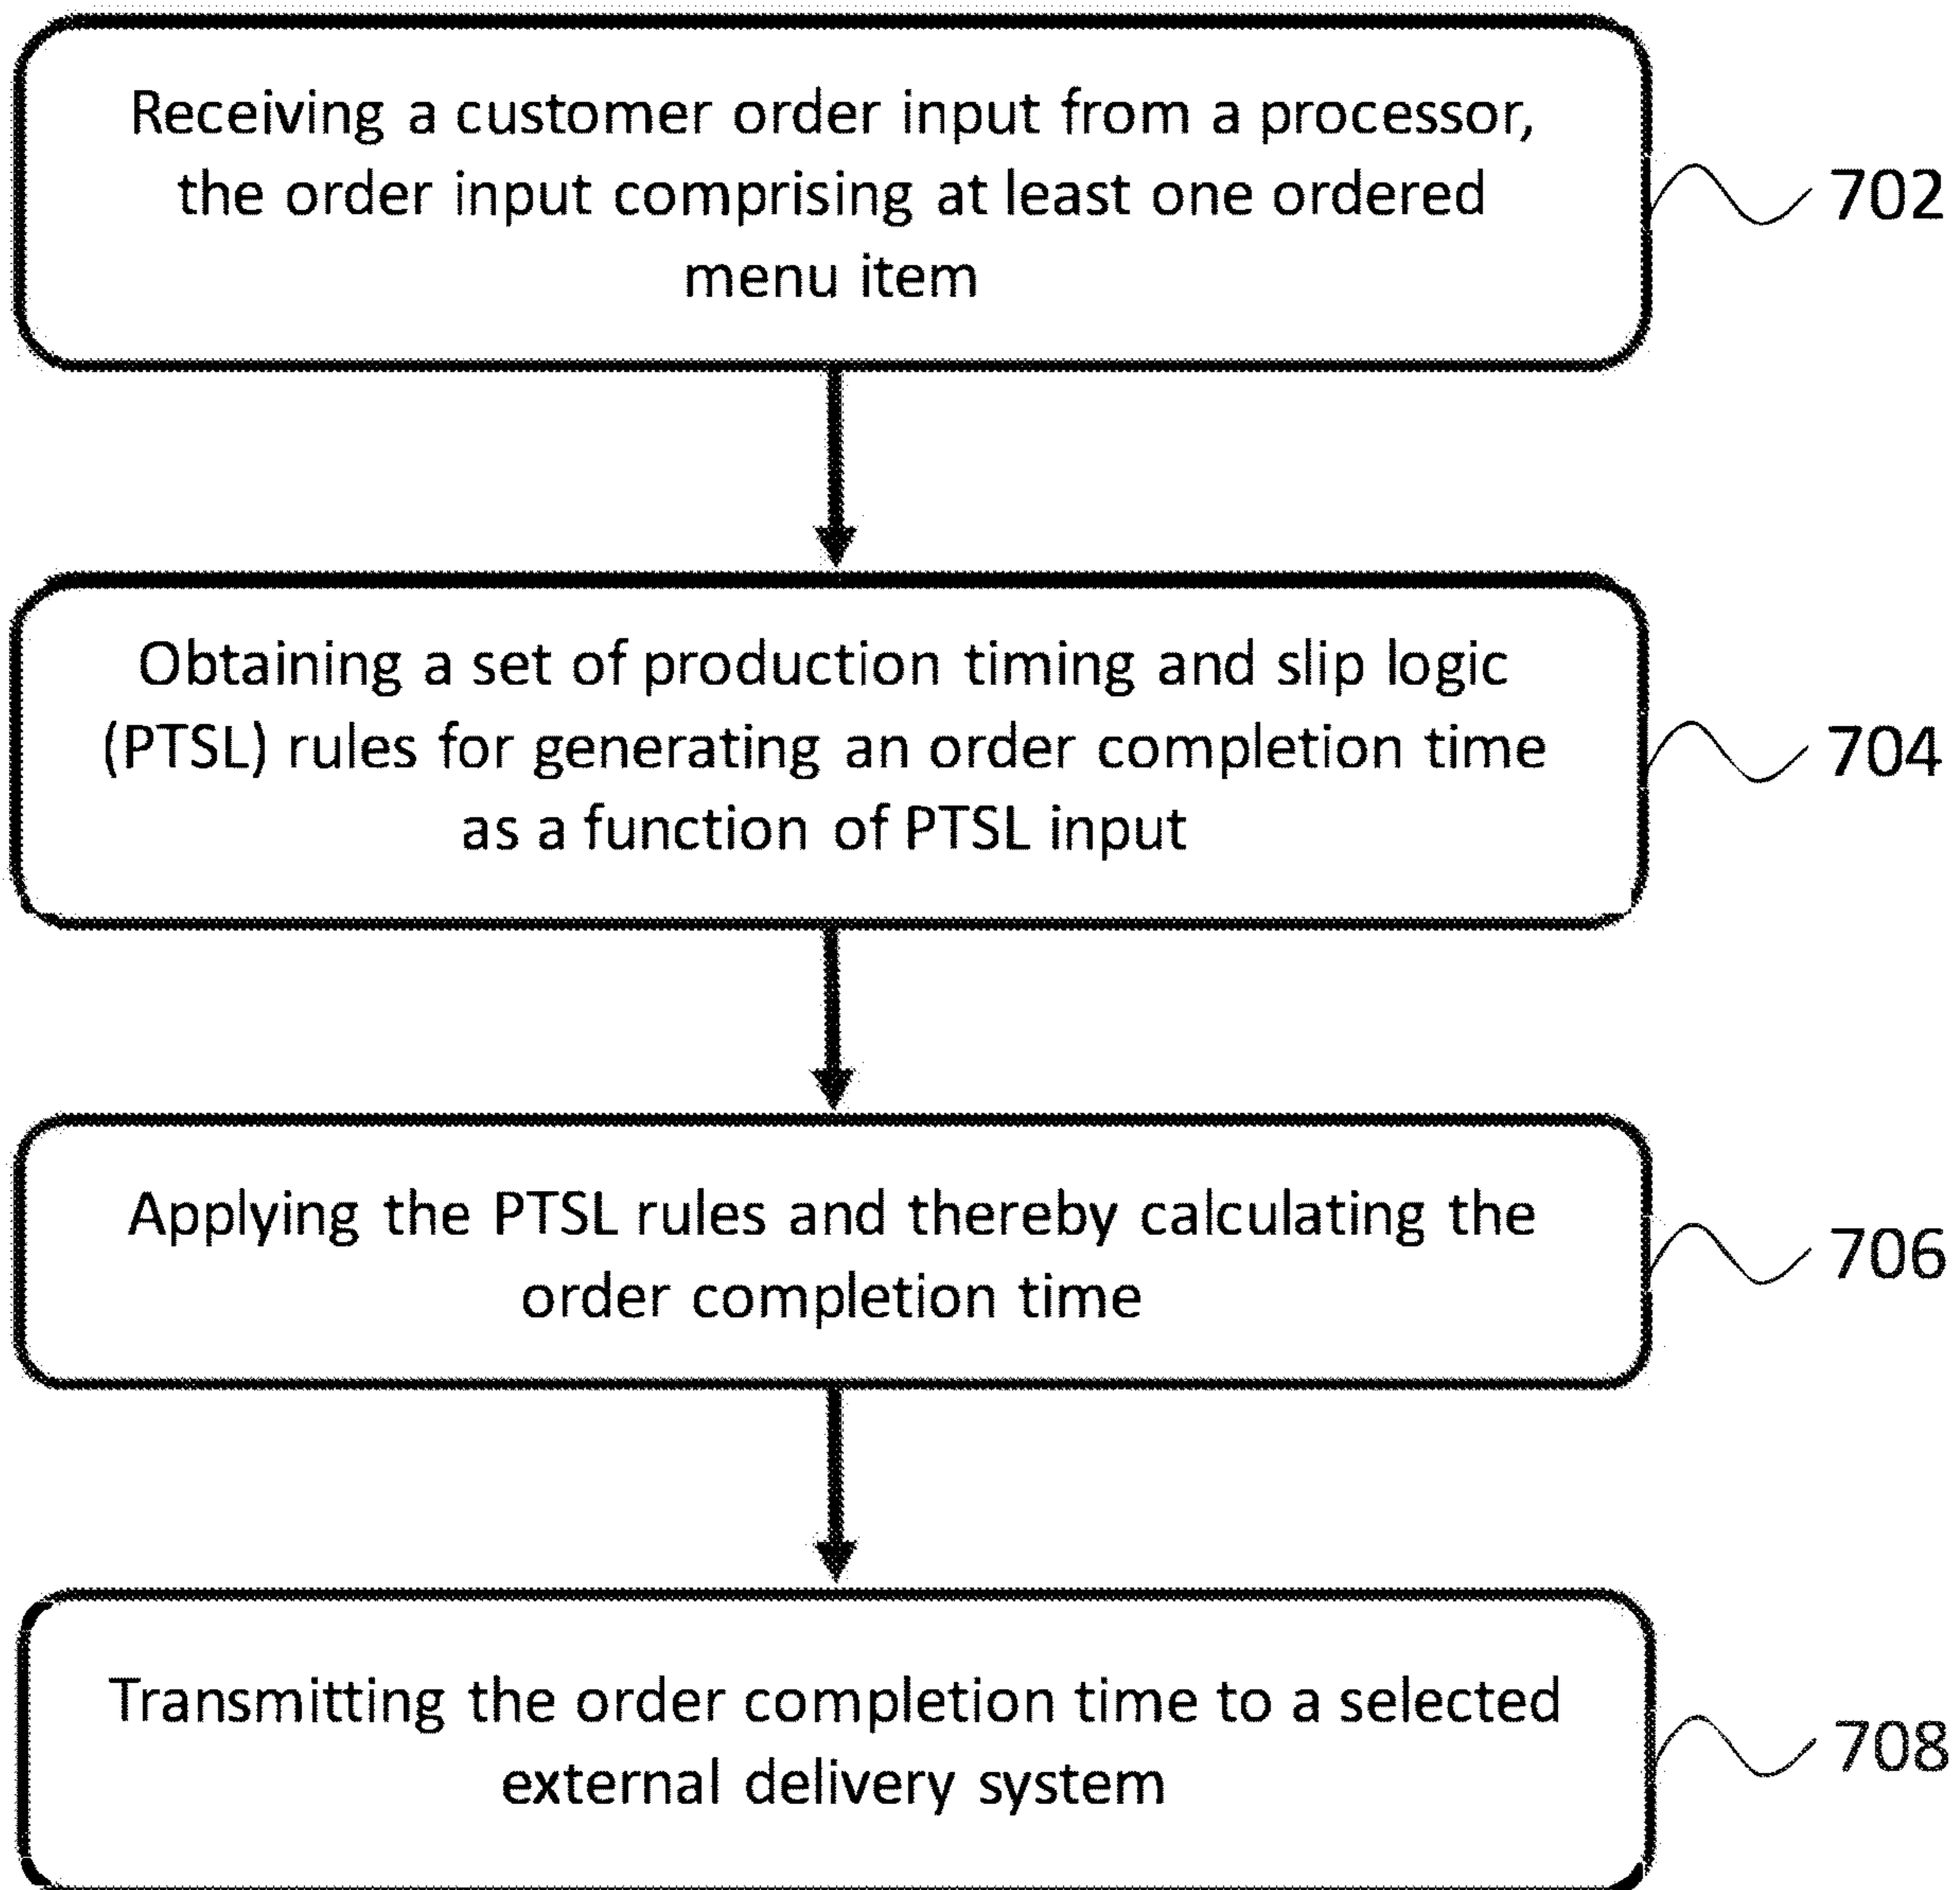 Receiving a customer order input from a processor,
the order input comprising at least one ordered
menu item
702
Obtaining a set of production timing and slip logic
(PTSL) rules for generating an order completion time
as a function of PTSL input
704
Applying the PTSL rules and thereby calculating the
order completion time
706
Transmitting the order completion time to a selected
external delivery system
708